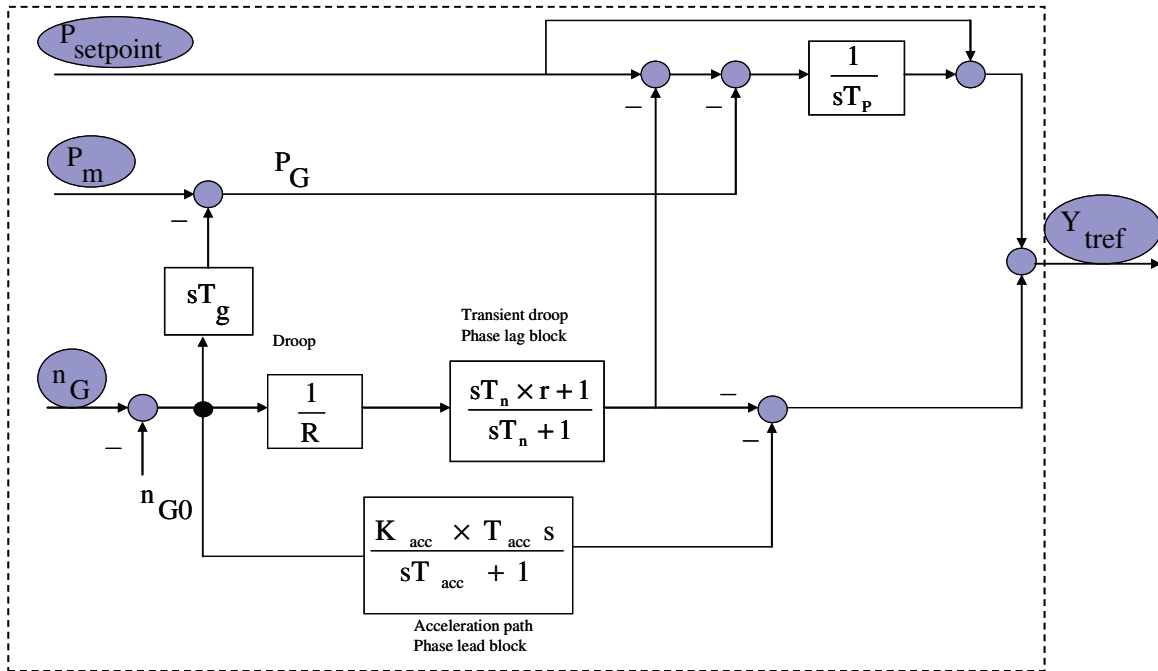 P setpoint
1
sT P
−
−
P m
P G
−
sT g
Y tref
Transient droop
Phase lag block
Droop
n G
1
R
sT n × r + 1
sT n + 1
−
−
−
n G0
K acc × T acc s
sT acc + 1
Acceleration path
Phase lead block